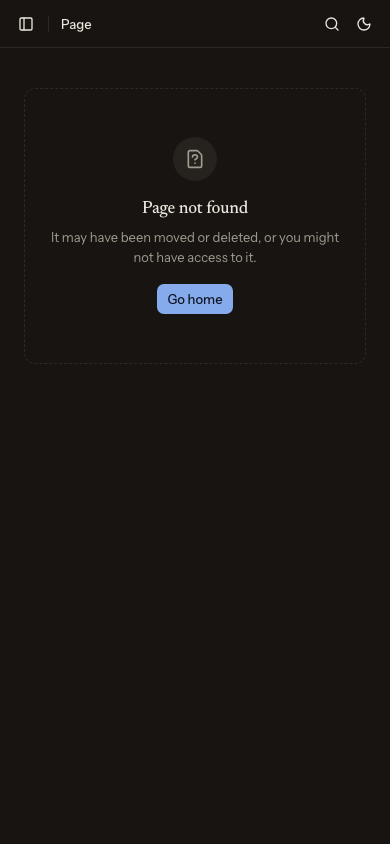 Page
Page not found
It may have been moved or deleted, or you might
not have access to it.
Go home